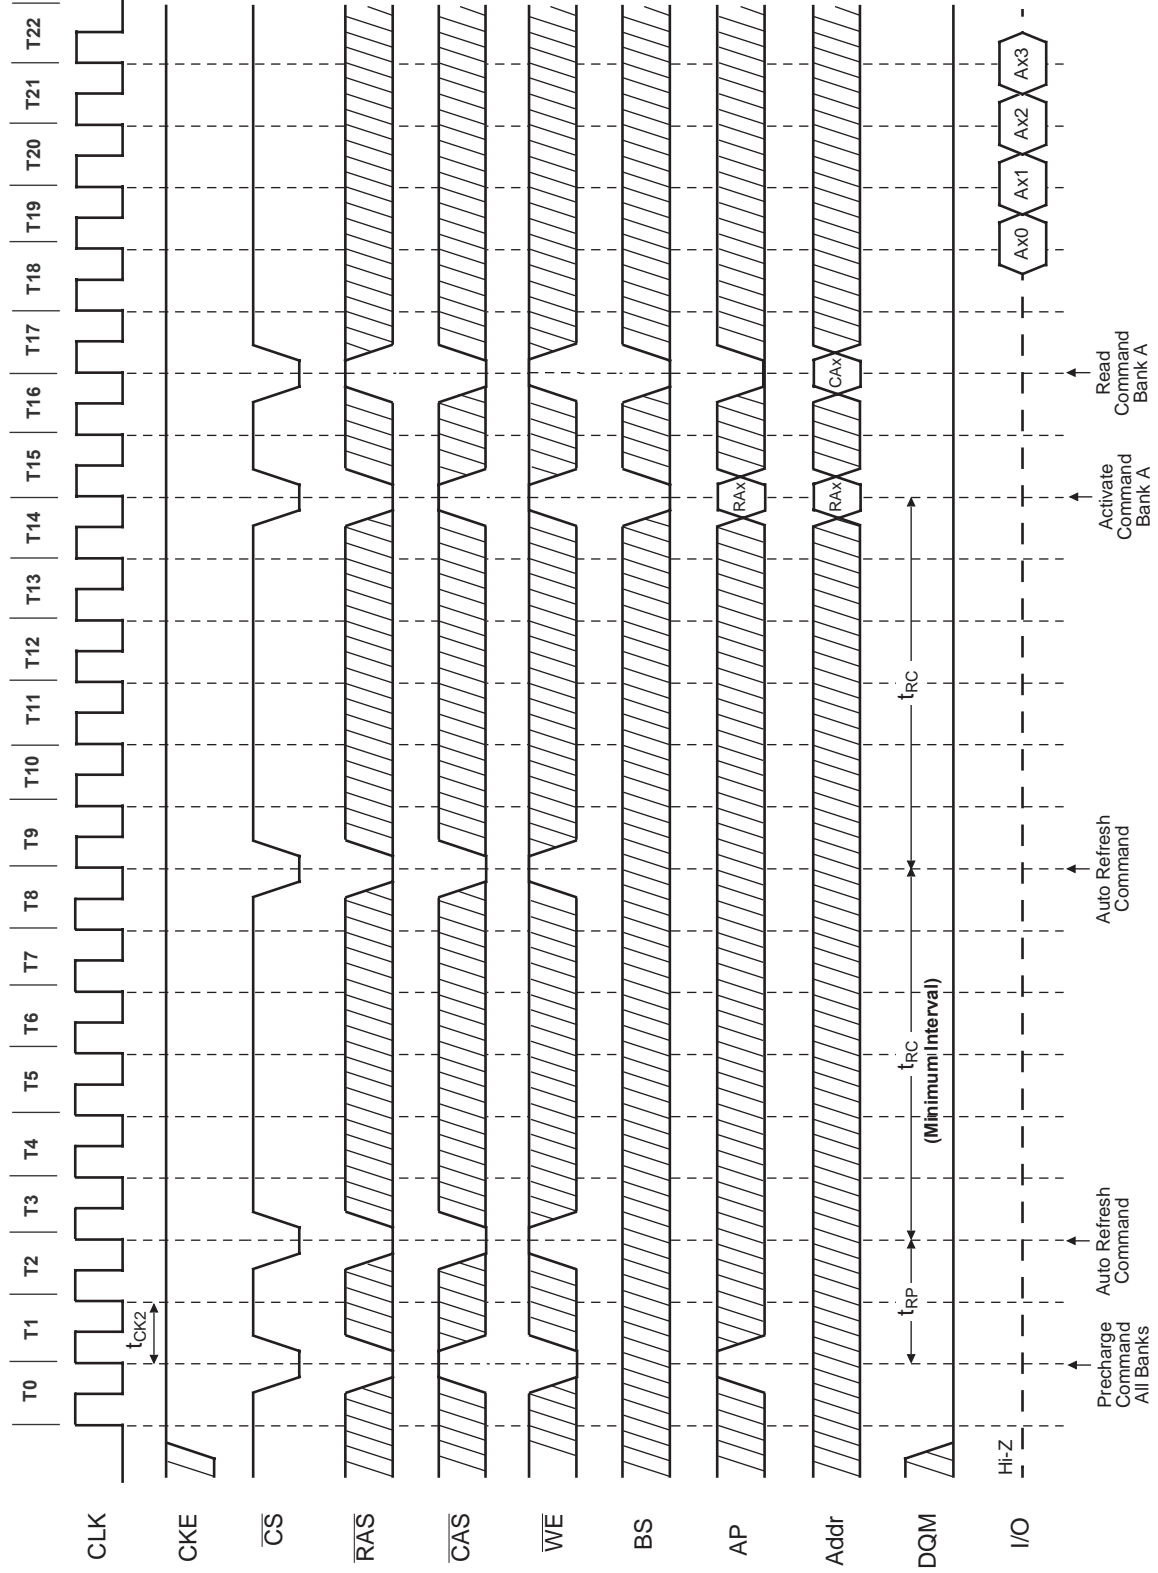 T0 T1 T2 T3 T4 T5 T6 T7 T8 T9 T10 T11 T12 T13 T14 T15 T16 T17 T18 T19 T20 T21 T22
CLK
tCK2
CKE
CS
RAS
CAS
WE
BS
AP
RAx
Addr
RAx CAx
DQM
tRP tRC tRC
(Minimum Interval)
I/O
Hi-Z
Ax0 Ax1 Ax2 Ax3
Precharge
Command
All Banks
Auto Refresh
Command
Auto Refresh
Command
Activate
Command
Bank A
Read
Command
Bank A